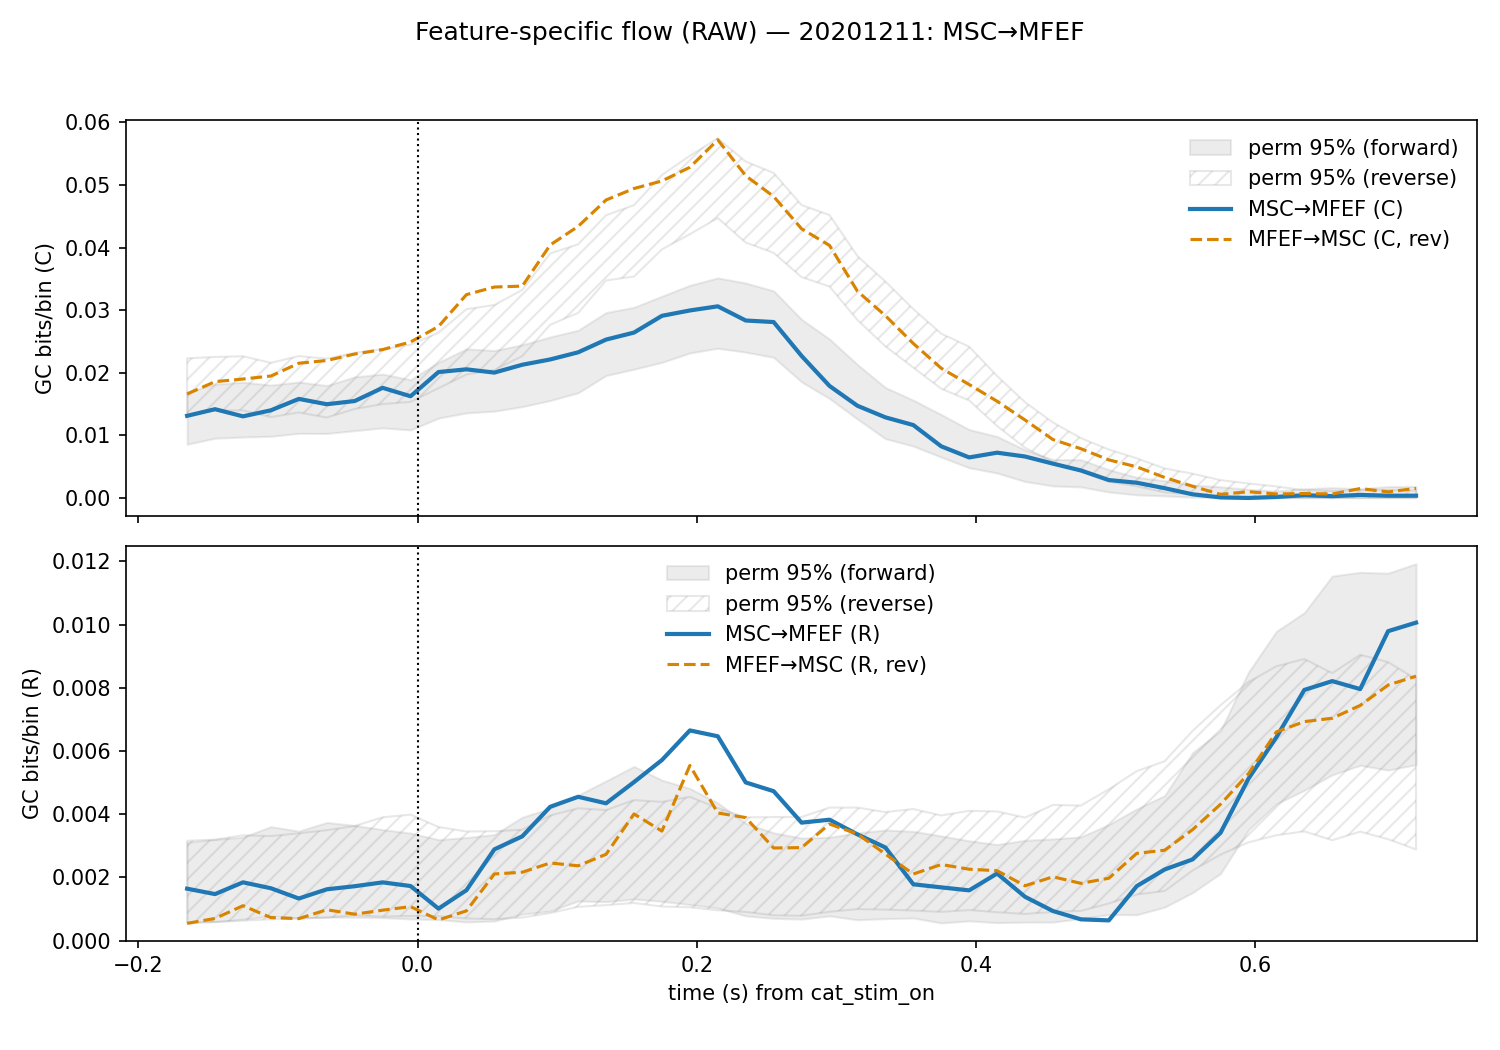 Feature-specific flow (RAW) — 20201211: MSC→MFEF
GC bits/bin (C)
0.06
0.05
0.04
0.03
0.02
0.01
0.00
perm 95% (forward)
perm 95% (reverse)
MSC→MFEF (C)
MFEF→MSC (C, rev)
GC bits/bin (R)
0.012
0.010
0.008
0.006
0.004
0.002
0.000
perm 95% (forward)
perm 95% (reverse)
MSC→MFEF (R)
MFEF→MSC (R, rev)
−0.2 0.0 0.2 0.4 0.6
time (s) from cat_stim_on